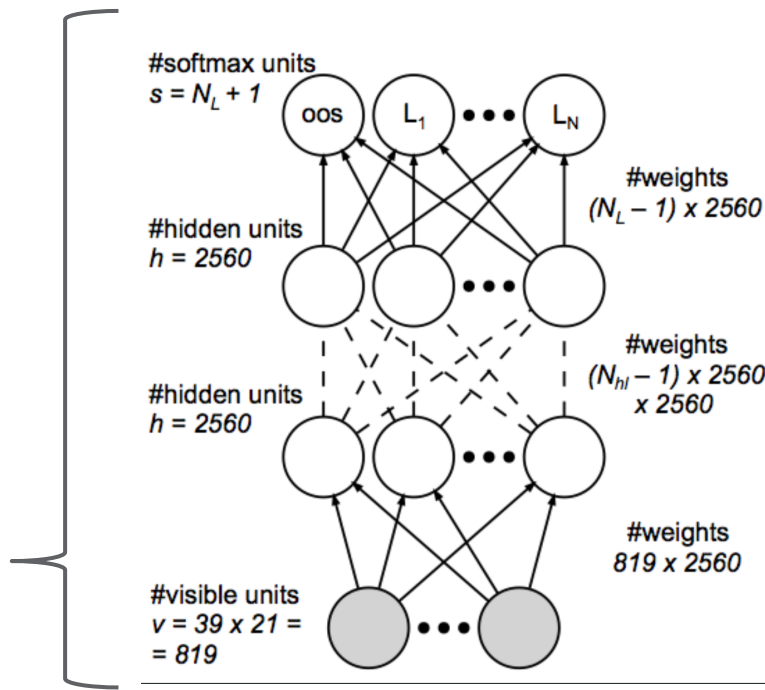 #softmax units
s = N_L + 1
oos
L_1
L_N
#weights
(N_L – 1) x 2560
#hidden units
h = 2560
#weights
(N_hl – 1) x 2560
x 2560
#hidden units
h = 2560
#weights
819 x 2560
#visible units
v = 39 x 21 =
= 819